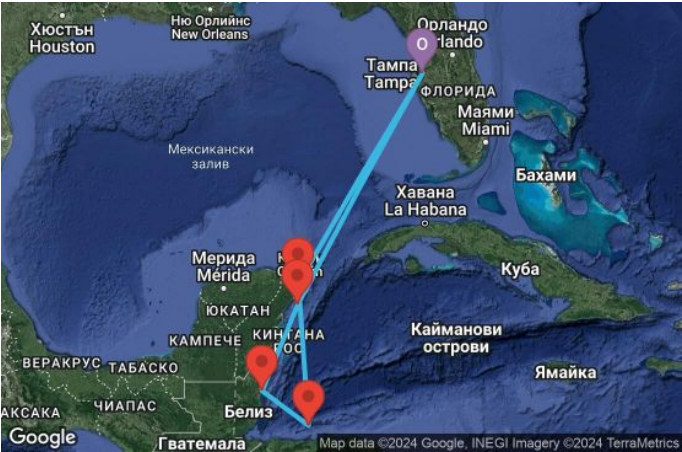 Хюстън
Houston
Ню Орлийнс
New Orleans
Орландо
O
Тампа
Tampa
ФЛОРИДА
Маями
Miami
Мексикански
залив
Бахами
Хавана
La Habana
Мерида
Mérida
Куба
ЮКАТАН
КАМПЕЧЕ
КИНТАНА
Кайманови
острови
ВЕРАКРУС
ТАБАСКО
Ямайка
ЧИАПАС
Белиз
Google
Гватемала
Map data ©2024 Google, INEGI Imagery ©2024 TerraMetrics